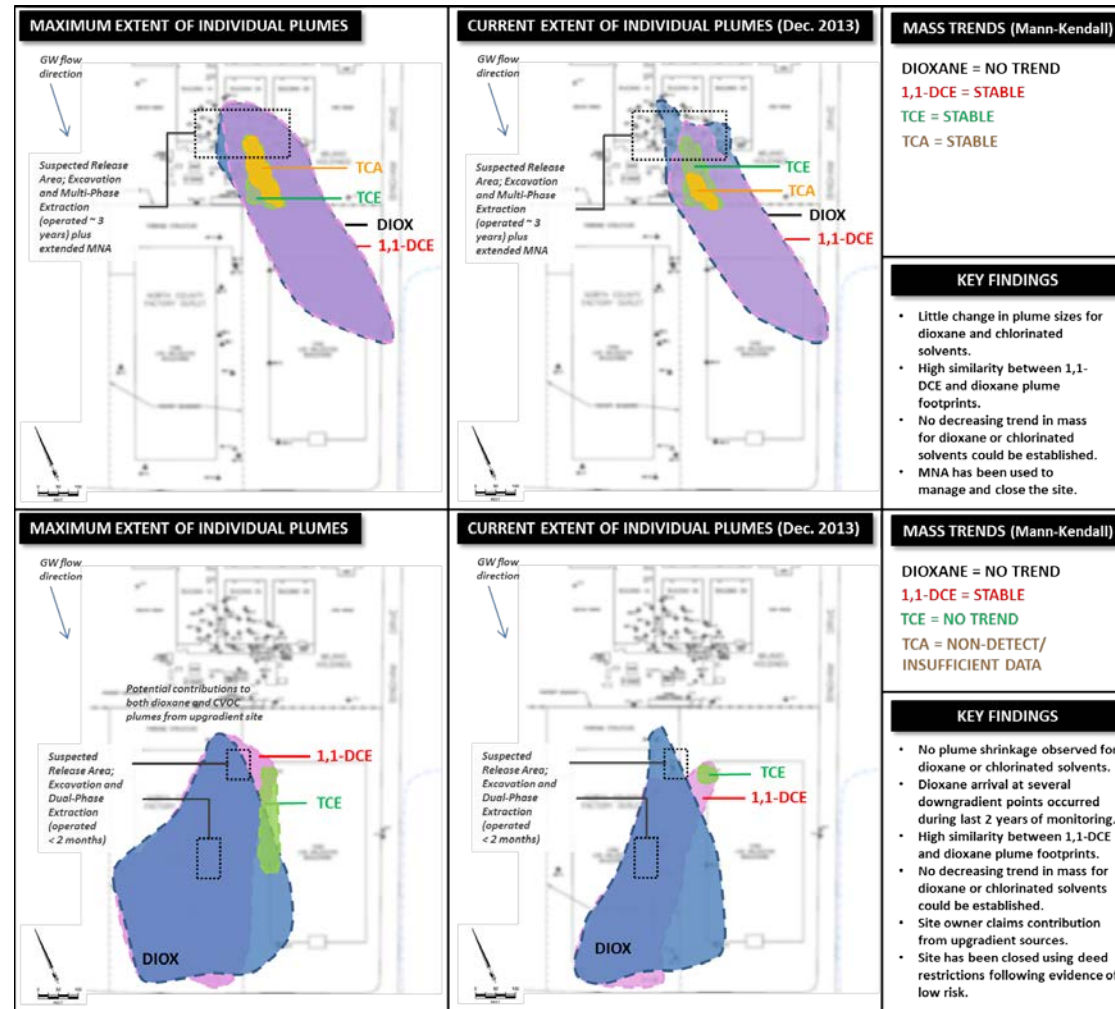 MAXIMUM EXTENT OF INDIVIDUAL PLUMES
GW flow
direction
Suspected Release
Area; Excavation
and Multi-Phase
Extraction
(operated ~ 3
years) plus
extended MNA
TCA
TCE
DIOX
1,1-DCE
CURRENT EXTENT OF INDIVIDUAL PLUMES (Dec. 2013)
GW flow
direction
Suspected Release
Area; Excavation
and Multi-Phase
Extraction
(operated ~ 3
years) plus
extended MNA
TCE
TCA
DIOX
1,1-DCE
MASS TRENDS (Mann-Kendall)
DIOXANE = NO TREND
1,1-DCE = STABLE
TCE = STABLE
TCA = STABLE
KEY FINDINGS
• Little change in plume sizes for
dioxane and chlorinated
solvents.
• High similarity between 1,1-
DCE and dioxane plume
footprints.
• No decreasing trend in mass
for dioxane or chlorinated
solvents could be established.
• MNA has been used to
manage and close the site.
MAXIMUM EXTENT OF INDIVIDUAL PLUMES
GW flow
direction
Potential contributions to
both dioxane and CVOC
plumes from upgradient site
Suspected
Release Area;
Excavation and
Dual-Phase
Extraction
(operated
< 2 months)
1,1-DCE
TCE
DIOX
CURRENT EXTENT OF INDIVIDUAL PLUMES (Dec. 2013)
GW flow
direction
Suspected
Release Area;
Excavation and
Dual-Phase
Extraction
(operated
< 2 months)
TCE
1,1-DCE
DIOX
MASS TRENDS (Mann-Kendall)
DIOXANE = NO TREND
1,1-DCE = STABLE
TCE = NO TREND
TCA = NON-DETECT/
INSUFFICIENT DATA
KEY FINDINGS
• No plume shrinkage observed for
dioxane or chlorinated solvents.
• Dioxane arrival at several
downgradient points occurred
during last 2 years of monitoring.
• High similarity between 1,1-DCE
and dioxane plume footprints.
• No decreasing trend in mass for
dioxane or chlorinated solvents
could be established.
• Site owner claims contribution
from upgradient sources.
• Site has been closed using deed
restrictions following evidence of
low risk.